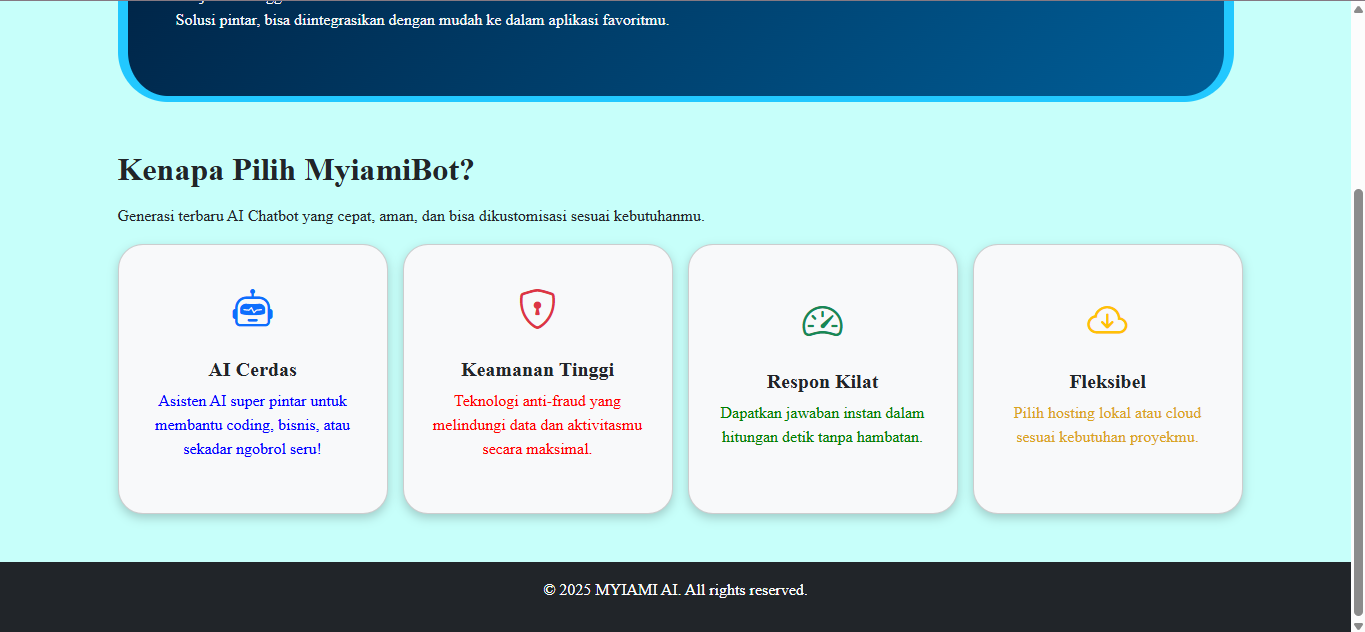 Solusi pintar, bisa diintegrasikan dengan mudah ke dalam aplikasi favoritmu.
Kenapa Pilih MyiamiBot?
Generasi terbaru AI Chatbot yang cepat, aman, dan bisa dikustomisasi sesuai kebutuhanmu.
AI Cerdas
Asisten AI super pintar untuk
membantu coding, bisnis, atau
sekadar ngobrol seru!
Keamanan Tinggi
Teknologi anti-fraud yang
melindungi data dan aktivitasmu
secara maksimal.
Respon Kilat
Dapatkan jawaban instan dalam
hitungan detik tanpa hambatan.
Fleksibel
Pilih hosting lokal atau cloud
sesuai kebutuhan proyekmu.
© 2025 MYIAMI AI. All rights reserved.